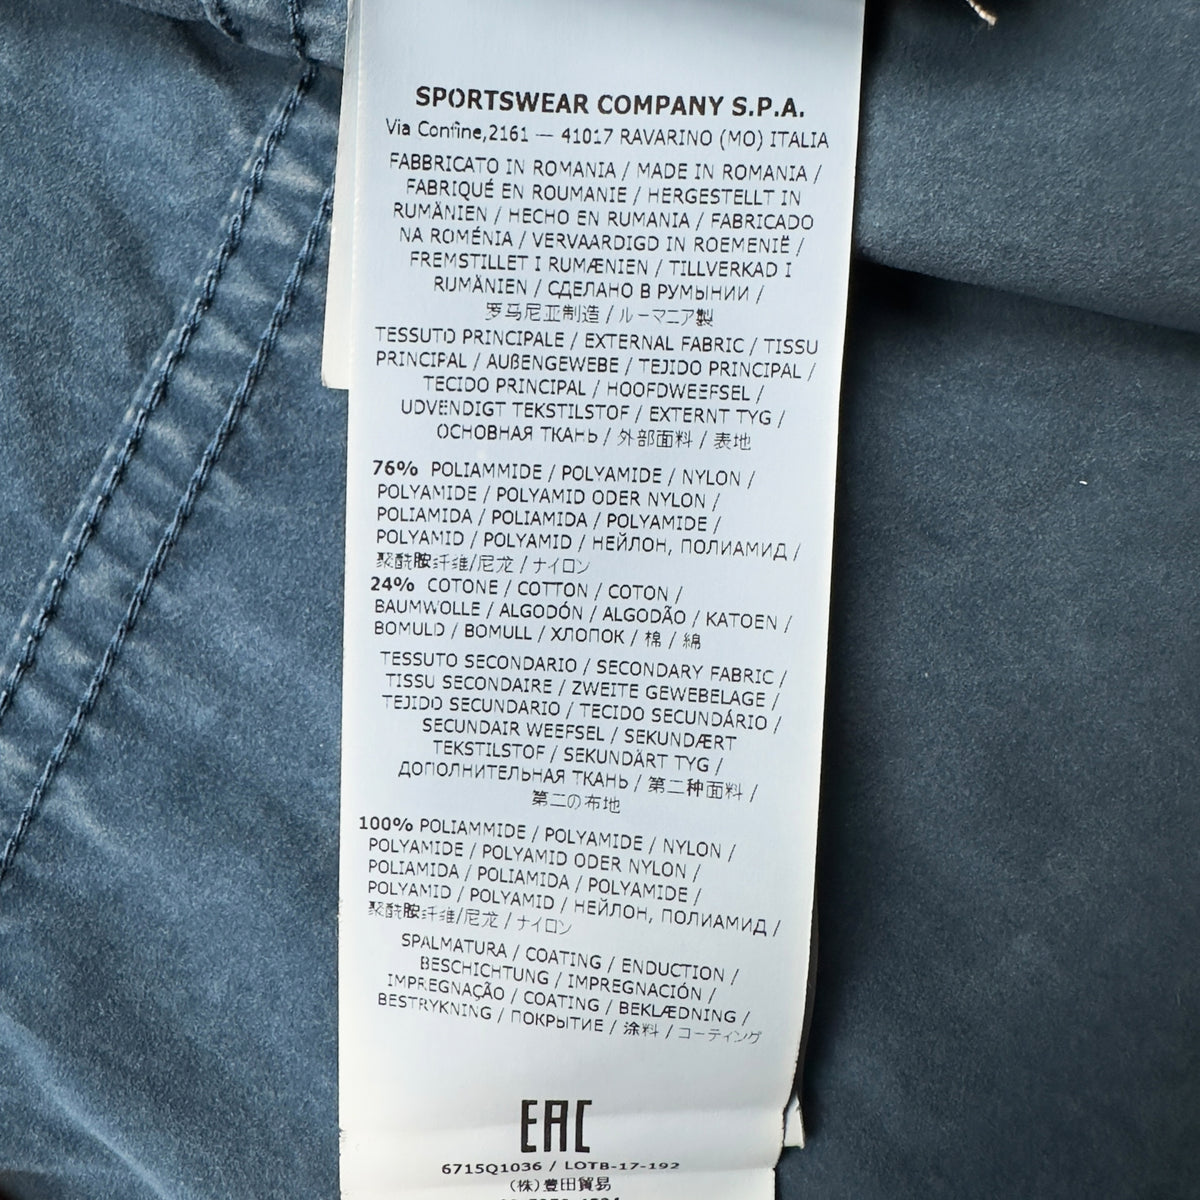 SPORTSWEAR COMPANY S.P.A.
Via Confine,2161 — 41017 RAVARINO (MO) ITALIA
FABBRICATO IN ROMANIA / MADE IN ROMANIA /
FABRIQUÉ EN ROUMANIE / HERGESTELLT IN
RUMÄNIEN / HECHO EN RUMANIA / FABRICADO
NA ROMÉNIA / VERVAARDIGD IN ROEMENIË /
FREMSTILLET I RUMÆNIEN / TILLVERKAD I
RUMÄNIEN / СДЕЛАНО В РУМЫНИИ /
罗马尼亚制造 / ルーマニア製
TESSUTO PRINCIPALE / EXTERNAL FABRIC / TISSU
PRINCIPAL / AUßENGEWEBE / TEJIDO PRINCIPAL /
TECIDO PRINCIPAL / HOOFDWEEFSEL /
UDVENDIGT TEKSTILSTOF / EXTERNT TYG /
ОСНОВНАЯ ТКАНЬ / 外部面料 / 表地
76% POLIAMMIDE / POLYAMIDE / NYLON /
POLYAMIDE / POLYAMID ODER NYLON /
POLIAMIDA / POLIAMIDA / POLYAMIDE /
POLYAMID / POLYAMID / НЕЙЛОН, ПОЛИАМИД /
聚酰胺纤维/尼龙 / ナイロン
24% COTONE / COTTON / COTON /
BAUMWOLLE / ALGODÓN / ALGODÃO / KATOEN /
BOMULD / BOMULL / ХЛОПОК / 棉 / 綿
TESSUTO SECONDARIO / SECONDARY FABRIC /
TISSU SECONDAIRE / ZWEITE GEWEBELAGE /
TEJIDO SECUNDARIO / TECIDO SECUNDÁRIO /
SECUNDAIR WEEFSEL / SEKUNDÆRT
TEKSTILSTOF / SEKUNDÄRT TYG /
ДОПОЛНИТЕЛЬНАЯ ТКАНЬ / 第二种面料 /
第二の布地
100% POLIAMMIDE / POLYAMIDE / NYLON /
POLYAMIDE / POLYAMID ODER NYLON /
POLIAMIDA / POLIAMIDA / POLYAMIDE /
POLYAMID / POLYAMID / НЕЙЛОН, ПОЛИАМИД /
聚酰胺纤维/尼龙 / ナイロン
SPALMATURA / COATING / ENDUCTION /
BESCHICHTUNG / IMPREGNACIÓN /
IMPREGNAÇÃO / COATING / BEKLÆDNING /
BESTRYKNING / ПОКРЫТИЕ / 涂料 / コーティング
EAC
6715Q1036 / LOTB-17-192
(株)豊田貿易